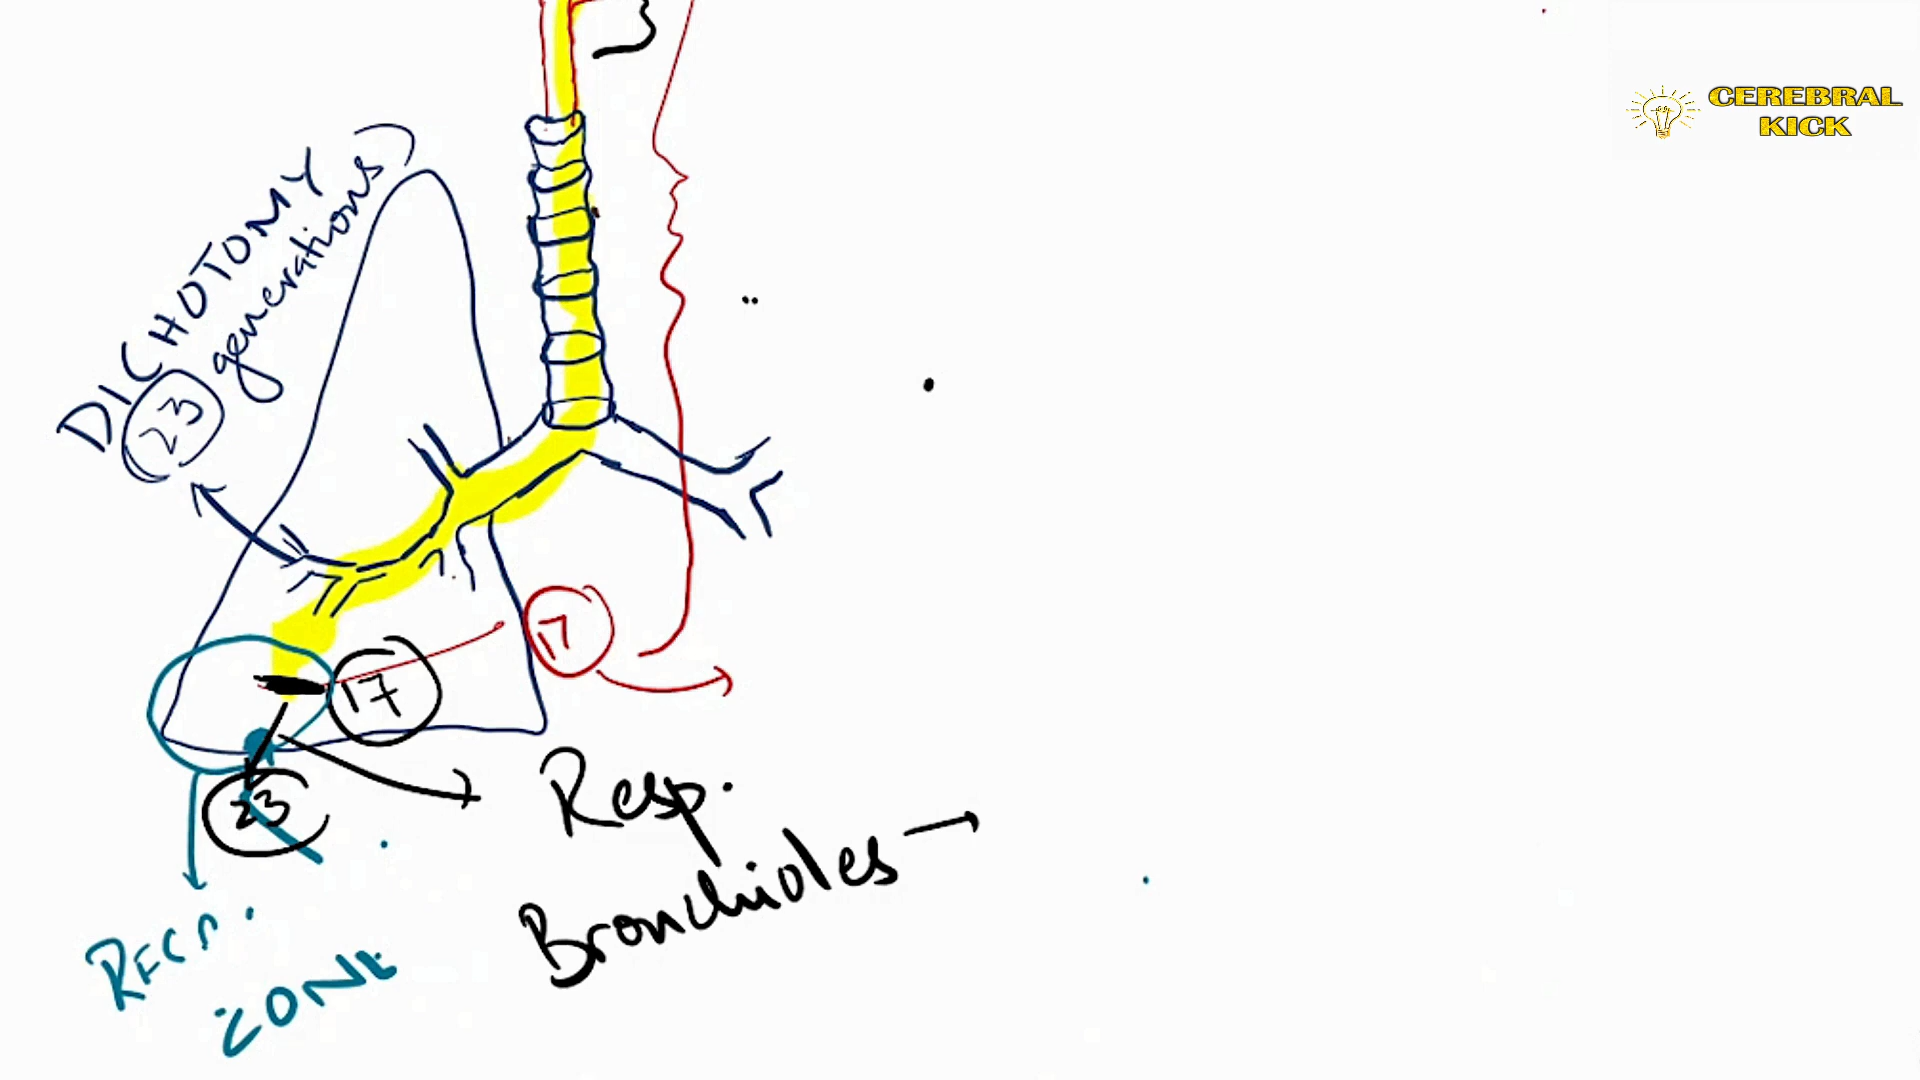 CEREBRAL
KICK
DICHOTOMY
23 generations
17
17
23
Resp.
Bronchioles →
RESP.
ZONE